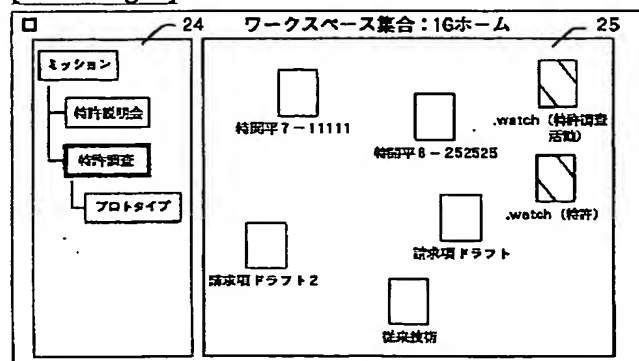 24
ワークスペース集合：16ホーム
25
ミッション
特許説明会
特許調査
プロトタイプ
特開平7－11111
特開平8－252525
.watch（特許調査
活動）
.watch（特許）
請求項ドラフト
請求項ドラフト2
従来技術